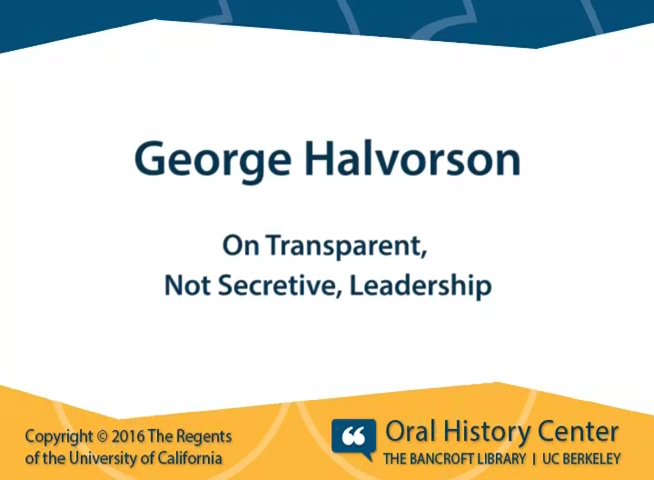 George Halvorson
On Transparent,
Not Secretive, Leadership
Copyright © 2016 The Regents
of the University of California
Oral History Center
THE BANCROFT LIBRARY | UC BERKELEY